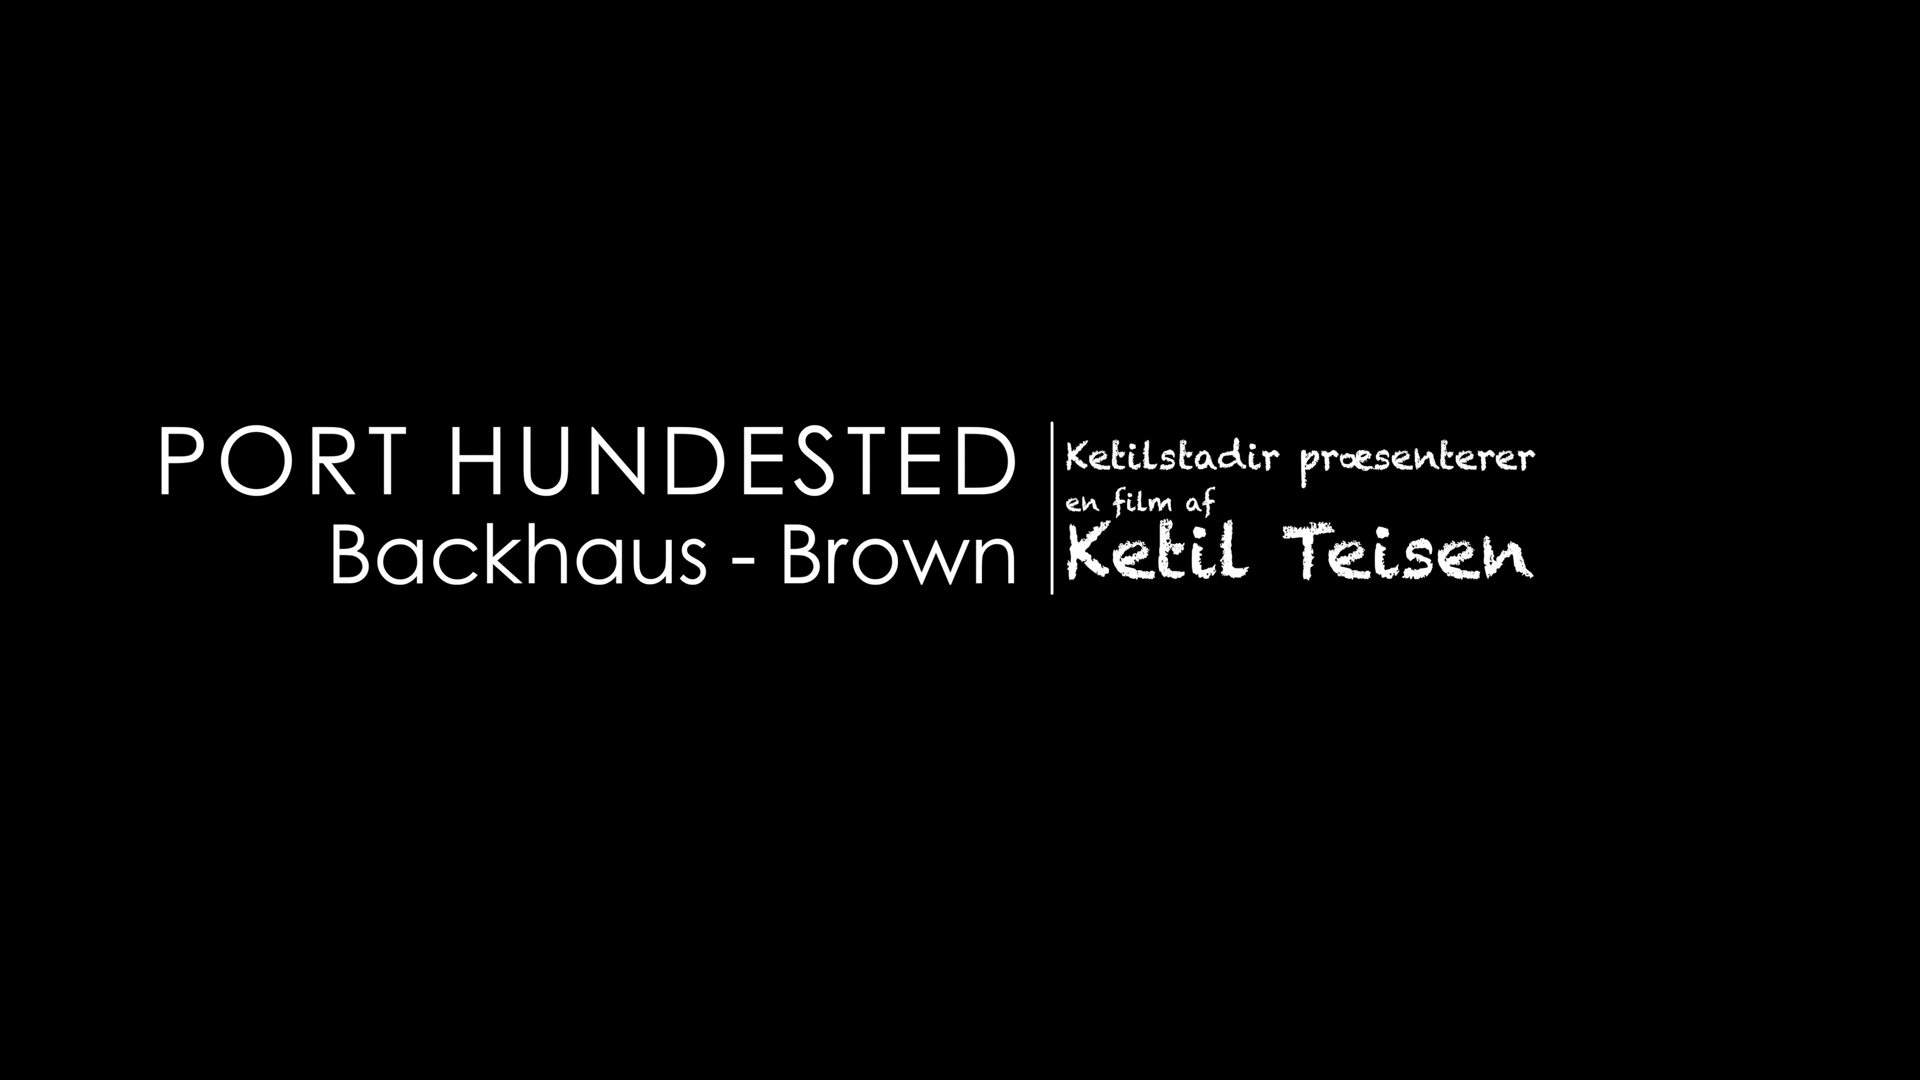 PORT HUNDESTED
Backhaus - Brown
Ketilstadir præsenterer
en film af
Ketil Teisen